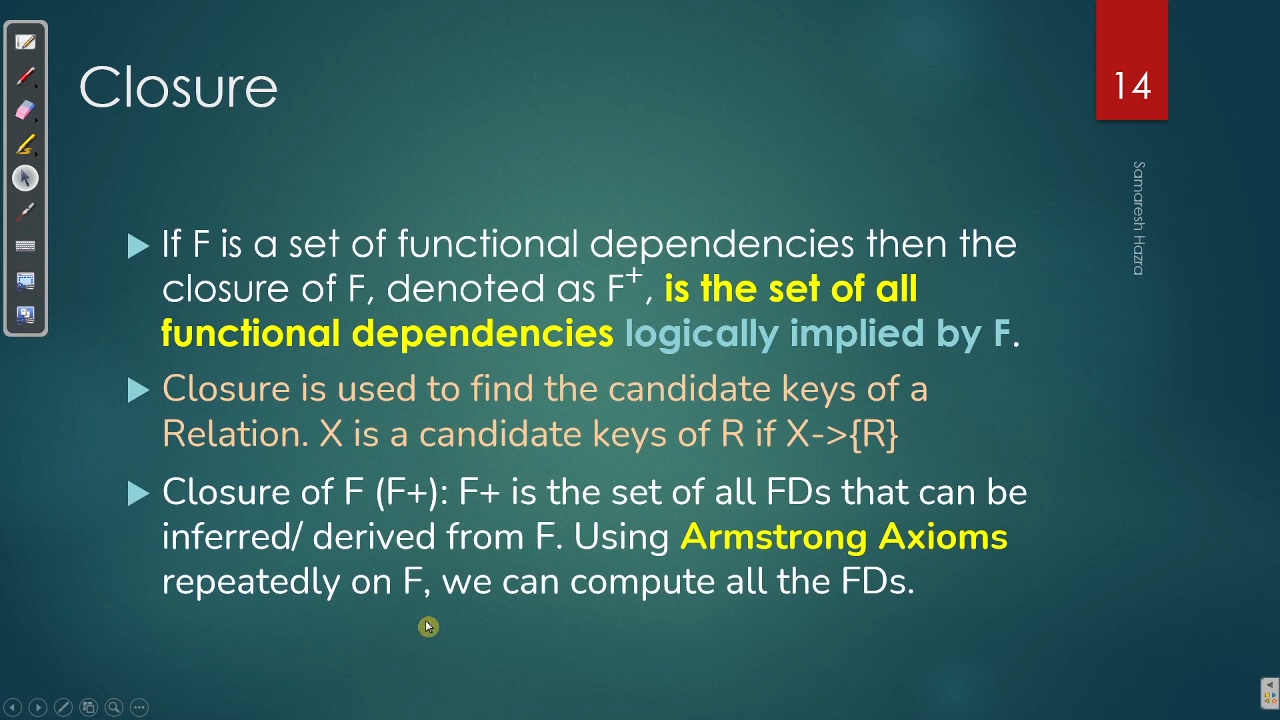 Closure
14
Samaresh Hazra
If F is a set of functional dependencies then the
closure of F, denoted as F⁺, is the set of all
functional dependencies logically implied by F.
Closure is used to find the candidate keys of a
Relation. X is a candidate keys of R if X->{R}
Closure of F (F+): F+ is the set of all FDs that can be
inferred/ derived from F. Using Armstrong Axioms
repeatedly on F, we can compute all the FDs.